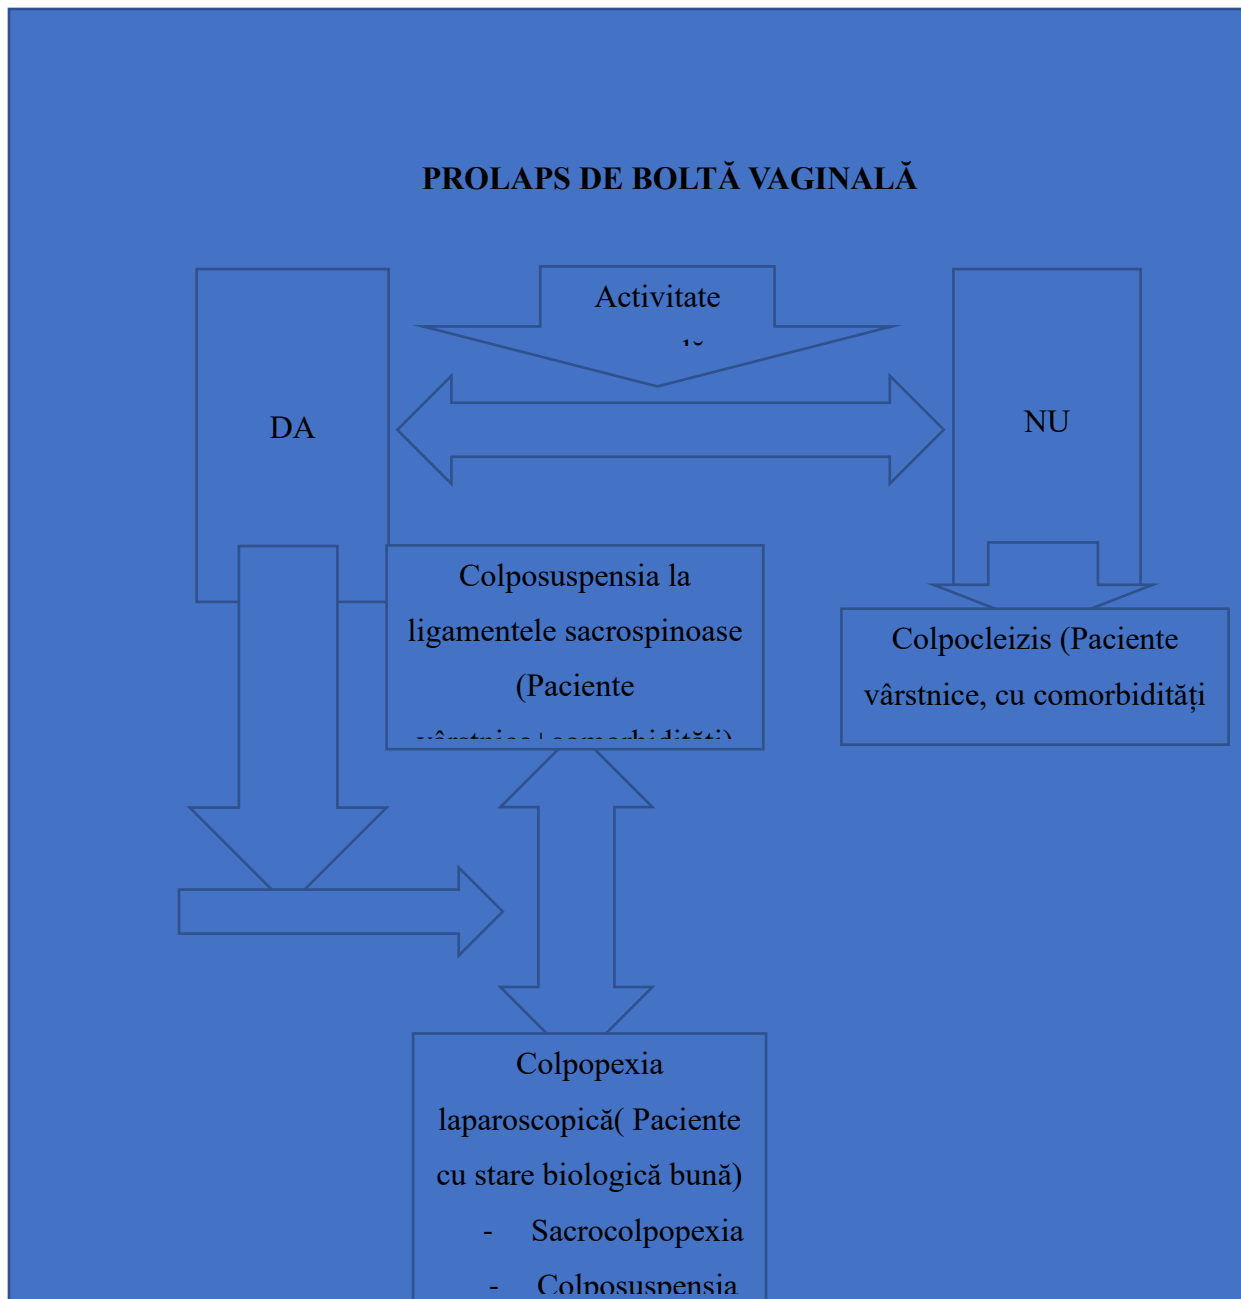 PROLAPS DE BOLTĂ VAGINALĂ
Activitate
DA
NU
Colposuspensia la
ligamentele sacrospinoase
(Paciente
Colpocleizis (Paciente
vârstnice, cu comorbidități
Colpopexia
laparoscopică( Paciente
cu stare biologică bună)
- Sacrocolpopexia
- Colposuspensia